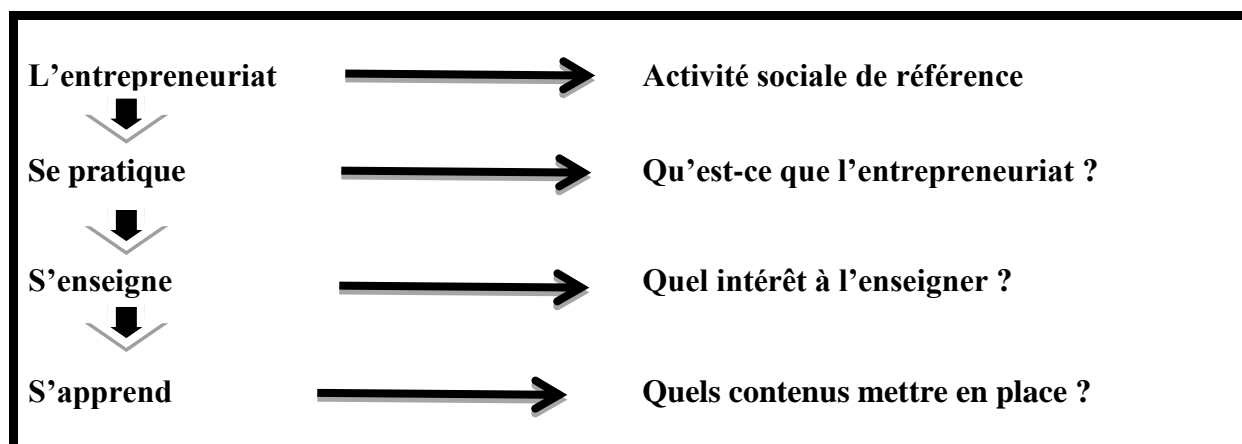 L’entrepreneuriat Activité sociale de référence
Se pratique Qu’est-ce que l’entrepreneuriat ?
S’enseigne Quel intérêt à l’enseigner ?
S’apprend Quels contenus mettre en place ?